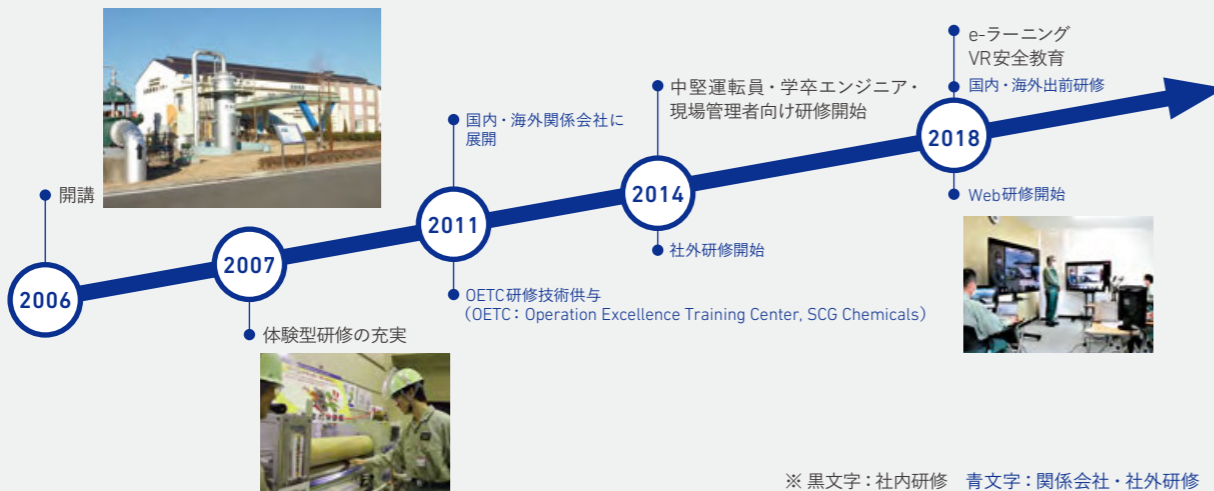 e-ラーニング
VR安全教育
国内・海外出前研修
中堅運転員・学卒エンジニア・
現場管理者向け研修開始
国内・海外関係会社に
展開
開講
2018
2014
2011
2007
2006
Web研修開始
社外研修開始
OETC研修技術供与
（OETC：Operation Excellence Training Center, SCG Chemicals）
体験型研修の充実
※ 黒文字：社内研修　青文字：関係会社・社外研修